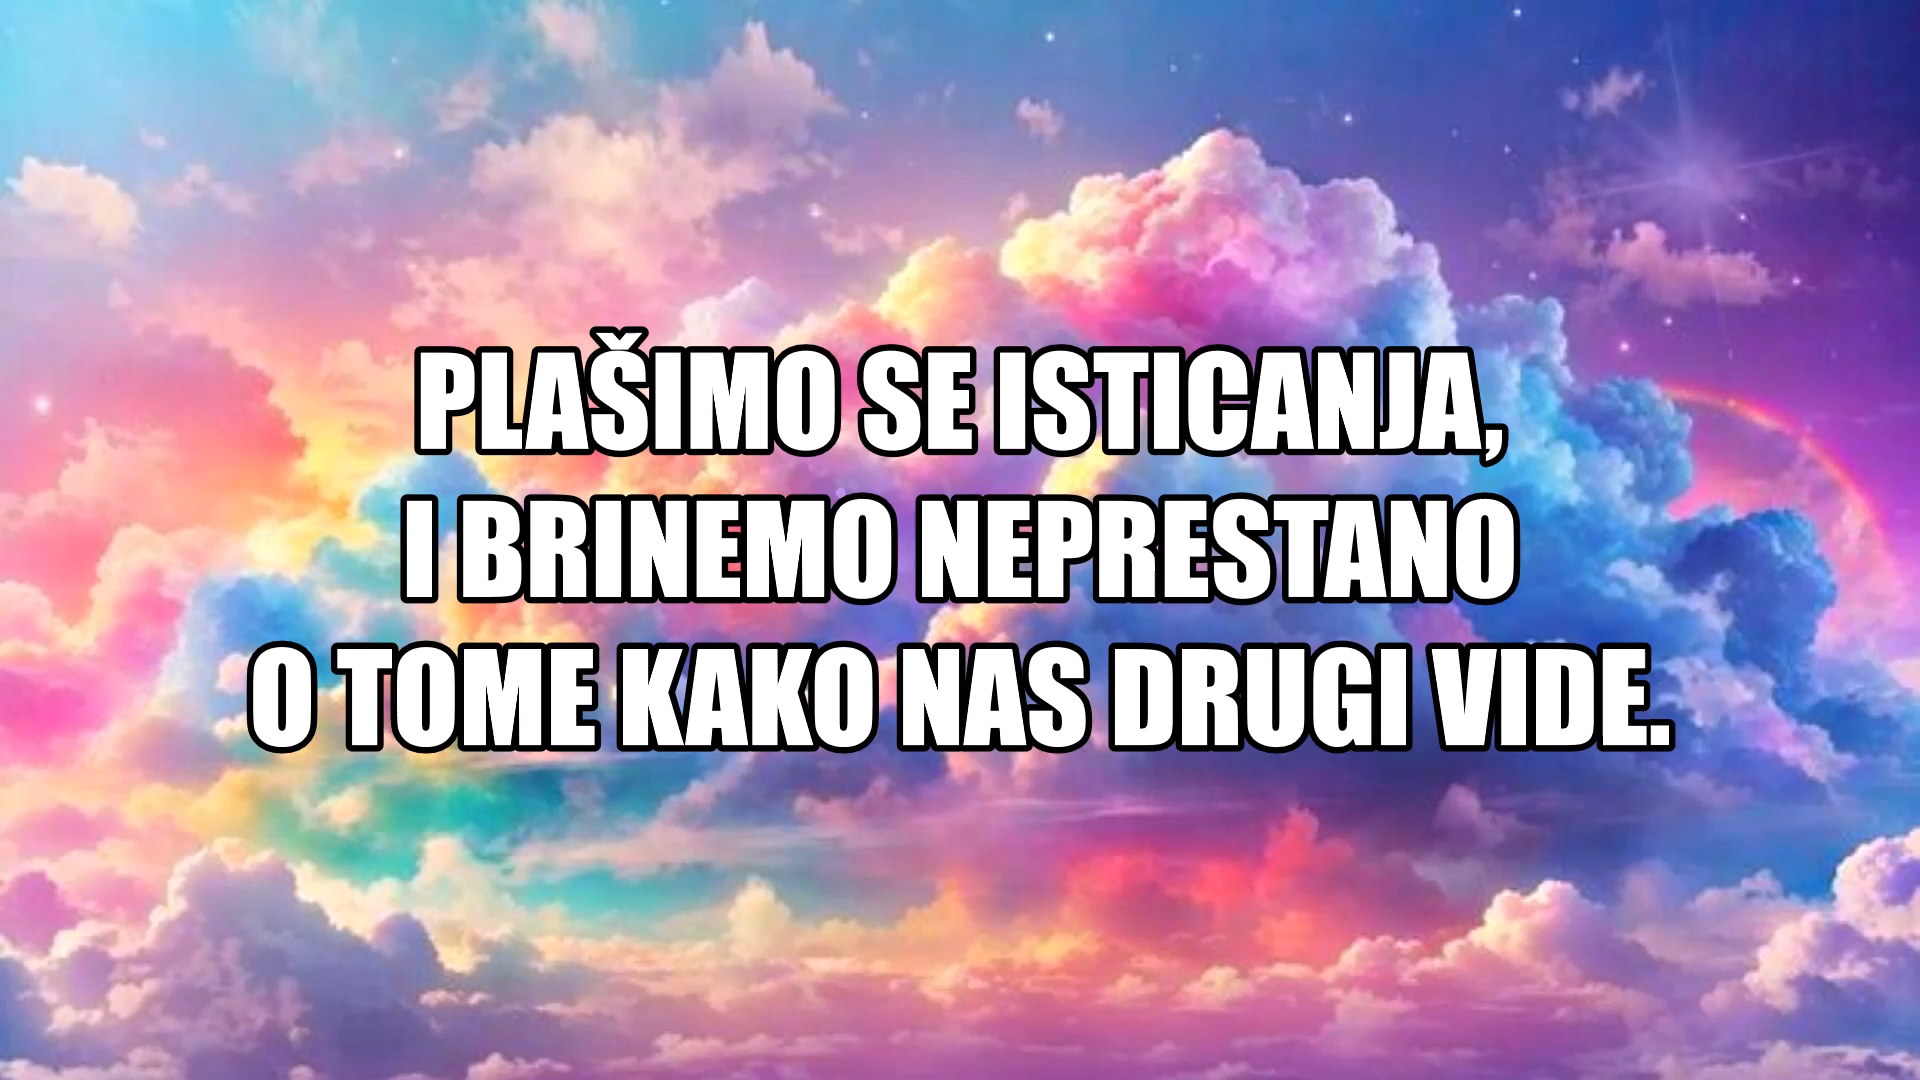 PLAŠIMO SE ISTICANJA,
I BRINEMO NEPRESTANO
O TOME KAKO NAS DRUGI VIDE.